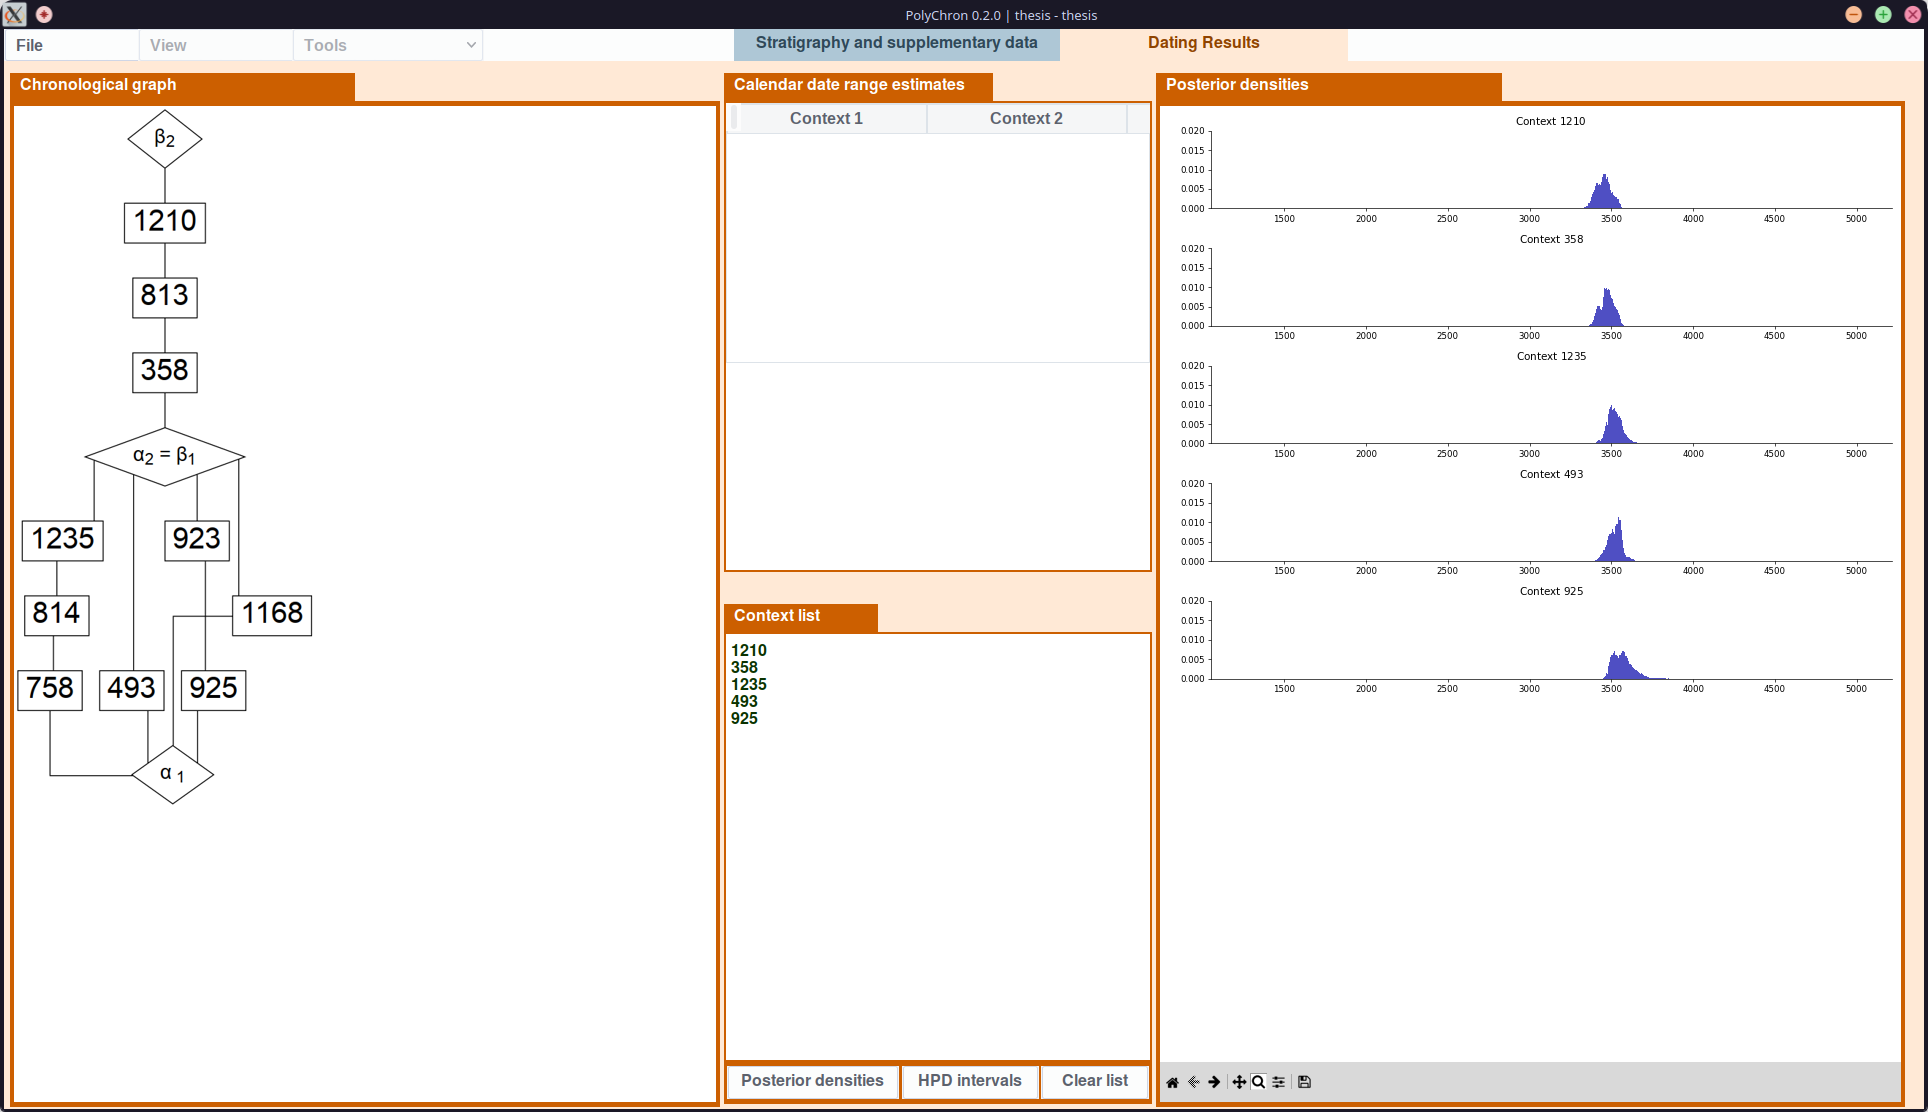 PolyChron 0.2.0 | thesis - thesis
File View Tools Stratigraphy and supplementary data Dating Results
Chronological graph
β2
1210
813
358
α2 = β1
1235 923
814 1168
758 493 925
α 1
Calendar date range estimates
Context 1 Context 2
Context list
1210
358
1235
493
925
Posterior densities HPD intervals Clear list
Posterior densities
Context 1210
0.020
0.015
0.010
0.005
0.000
1500 2000 2500 3000 3500 4000 4500 5000
Context 358
0.020
0.015
0.010
0.005
0.000
1500 2000 2500 3000 3500 4000 4500 5000
Context 1235
0.020
0.015
0.010
0.005
0.000
1500 2000 2500 3000 3500 4000 4500 5000
Context 493
0.020
0.015
0.010
0.005
0.000
1500 2000 2500 3000 3500 4000 4500 5000
Context 925
0.020
0.015
0.010
0.005
0.000
1500 2000 2500 3000 3500 4000 4500 5000